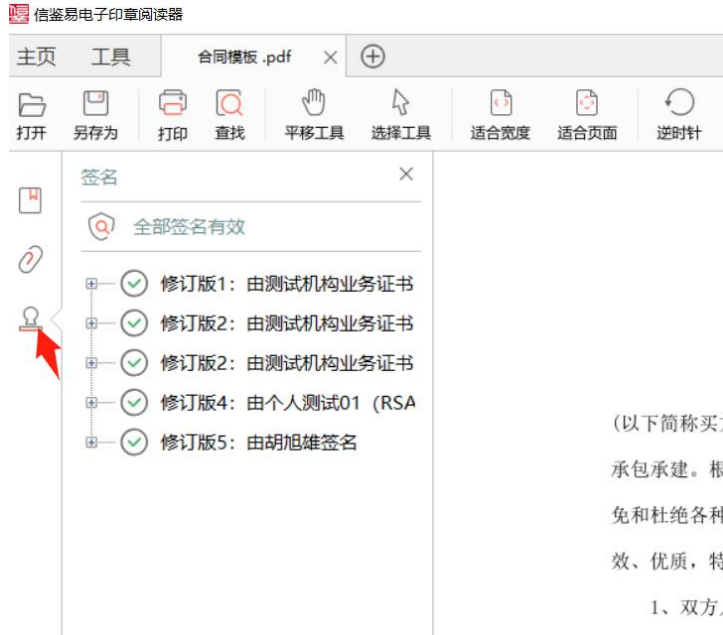 信鉴易电子印章阅读器
主页 工具 合同模板 .pdf
打开 另存为 打印 查找 平移工具 选择工具 适合宽度 适合页面 逆时针
签名
全部签名有效
修订版1：由测试机构业务证书
修订版2：由测试机构业务证书
修订版2：由测试机构业务证书
修订版4：由个人测试01（RSA
修订版5：由胡旭雄签名
(以下简称买方
承包承建。根
免和杜绝各种
效、优质，特
1、双方